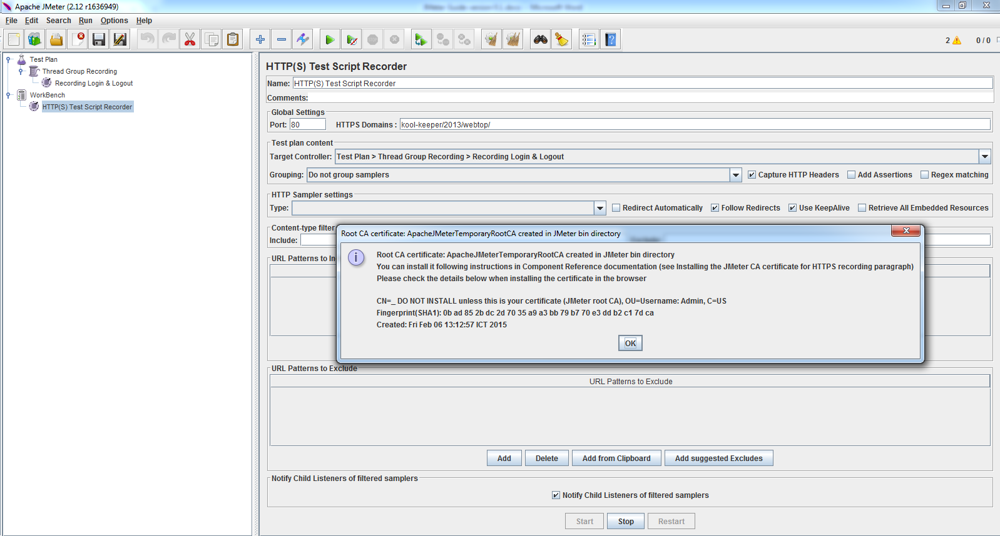 Apache JMeter (2.12 r1636949)
File Edit Search Run Options Help
2 0 / 0
Test Plan
Thread Group Recording
Recording Login & Logout
WorkBench
HTTP(S) Test Script Recorder
HTTP(S) Test Script Recorder
Name: HTTP(S) Test Script Recorder
Comments:
Global Settings
Port: 80 HTTPS Domains : kool-keeper/2013/webtop/
Test plan content
Target Controller: Test Plan > Thread Group Recording > Recording Login & Logout
Grouping: Do not group samplers Capture HTTP Headers Add Assertions Regex matching
HTTP Sampler settings
Type: Redirect Automatically Follow Redirects Use KeepAlive Retrieve All Embedded Resources
Content-type filter
Include:
URL Patterns to
Root CA certificate: ApacheJMeterTemporaryRootCA created in JMeter bin directory
Root CA certificate: ApacheJMeterTemporaryRootCA created in JMeter bin directory
You can install it following instructions in Component Reference documentation (see Installing the JMeter CA certificate for HTTPS recording paragraph)
Please check the details below when installing the certificate in the browser
CN=_ DO NOT INSTALL unless this is your certificate (JMeter root CA), OU=Username: Admin, C=US
Fingerprint(SHA1): 0b ad 85 2b dc 2d 70 35 a9 a3 bb 79 b7 70 e3 dd b2 c1 7d ca
Created: Fri Feb 06 13:12:57 ICT 2015
OK
URL Patterns to Exclude
URL Patterns to Exclude
Add Delete Add from Clipboard Add suggested Excludes
Notify Child Listeners of filtered samplers
Notify Child Listeners of filtered samplers
Start Stop Restart